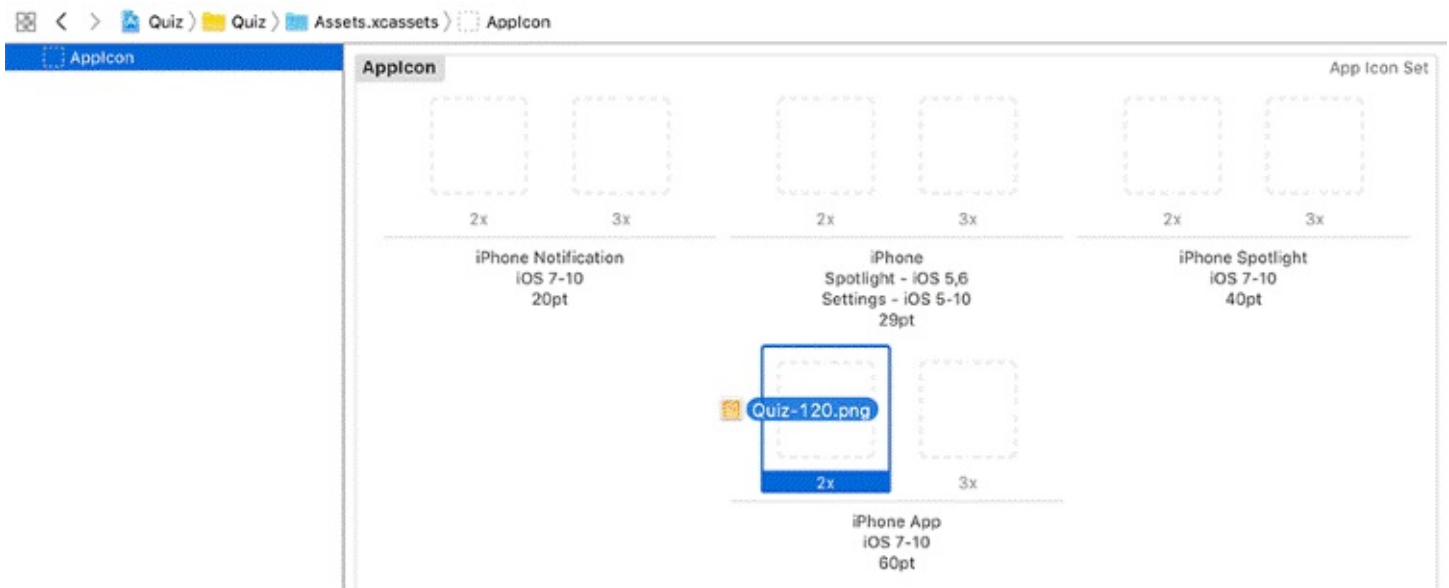 Quiz Quiz Assets.xcassets AppIcon
AppIcon
AppIcon App Icon Set
2x 3x 2x 3x 2x 3x
iPhone Notification
iOS 7-10
20pt
iPhone
Spotlight - iOS 5,6
Settings - iOS 5-10
29pt
iPhone Spotlight
iOS 7-10
40pt
Quiz-120.png
2x 3x
iPhone App
iOS 7-10
60pt